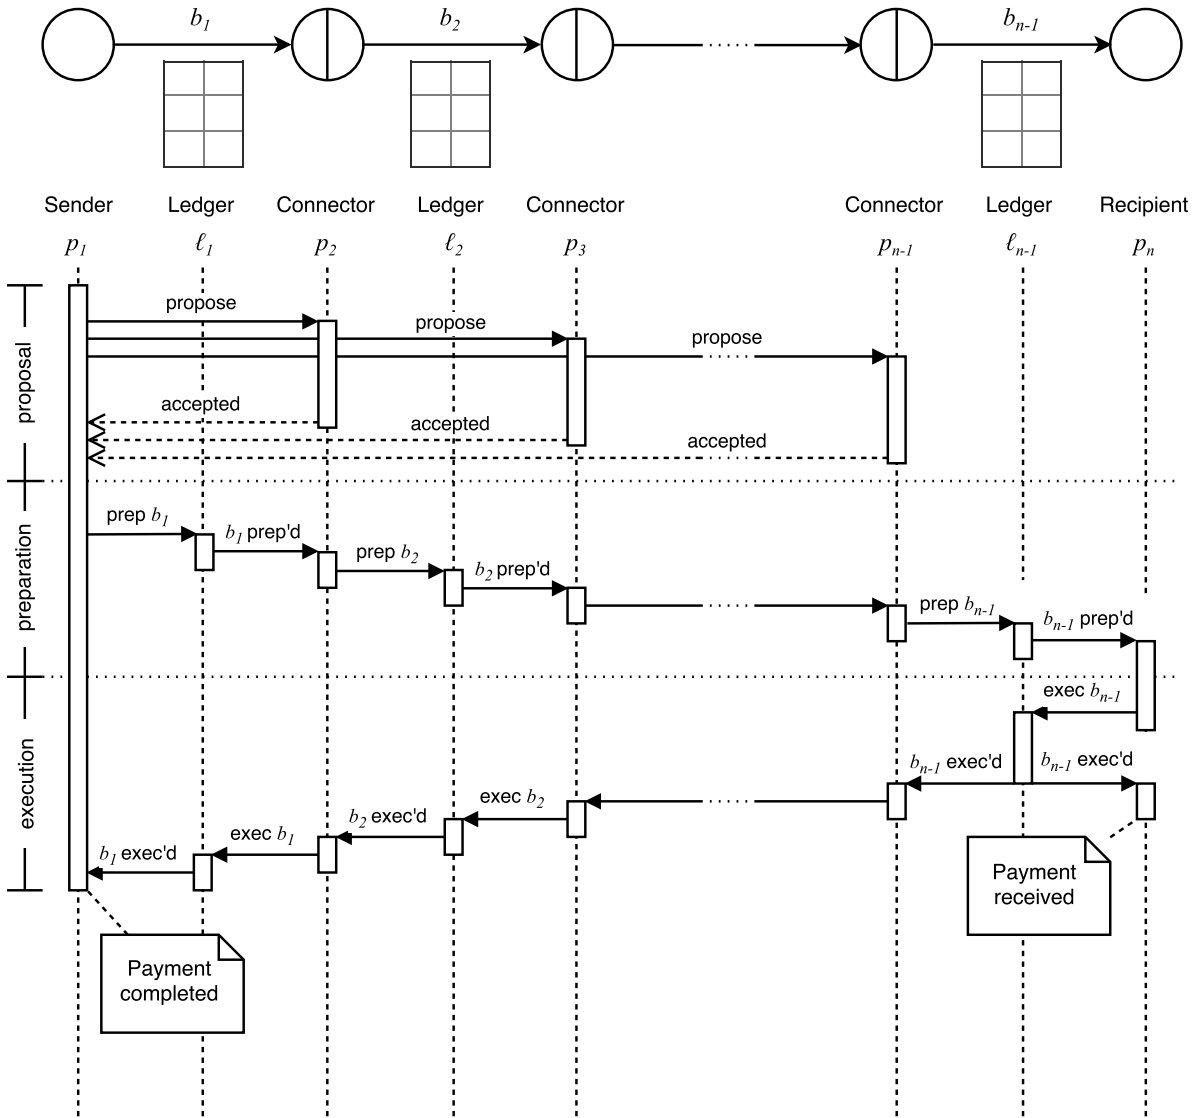 b1 b2 bn-1
Sender Ledger Connector Ledger Connector Connector Ledger Recipient
p1 ℓ1 p2 ℓ2 p3 pn-1 ℓn-1 pn
proposal
propose
propose
propose
accepted
accepted
accepted
preparation
prep b1
b1 prep'd
prep b2
b2 prep'd
prep bn-1
bn-1 prep'd
execution
exec bn-1
bn-1 exec'd
bn-1 exec'd
exec b2
b2 exec'd
exec b1
b1 exec'd
Payment
received
Payment
completed